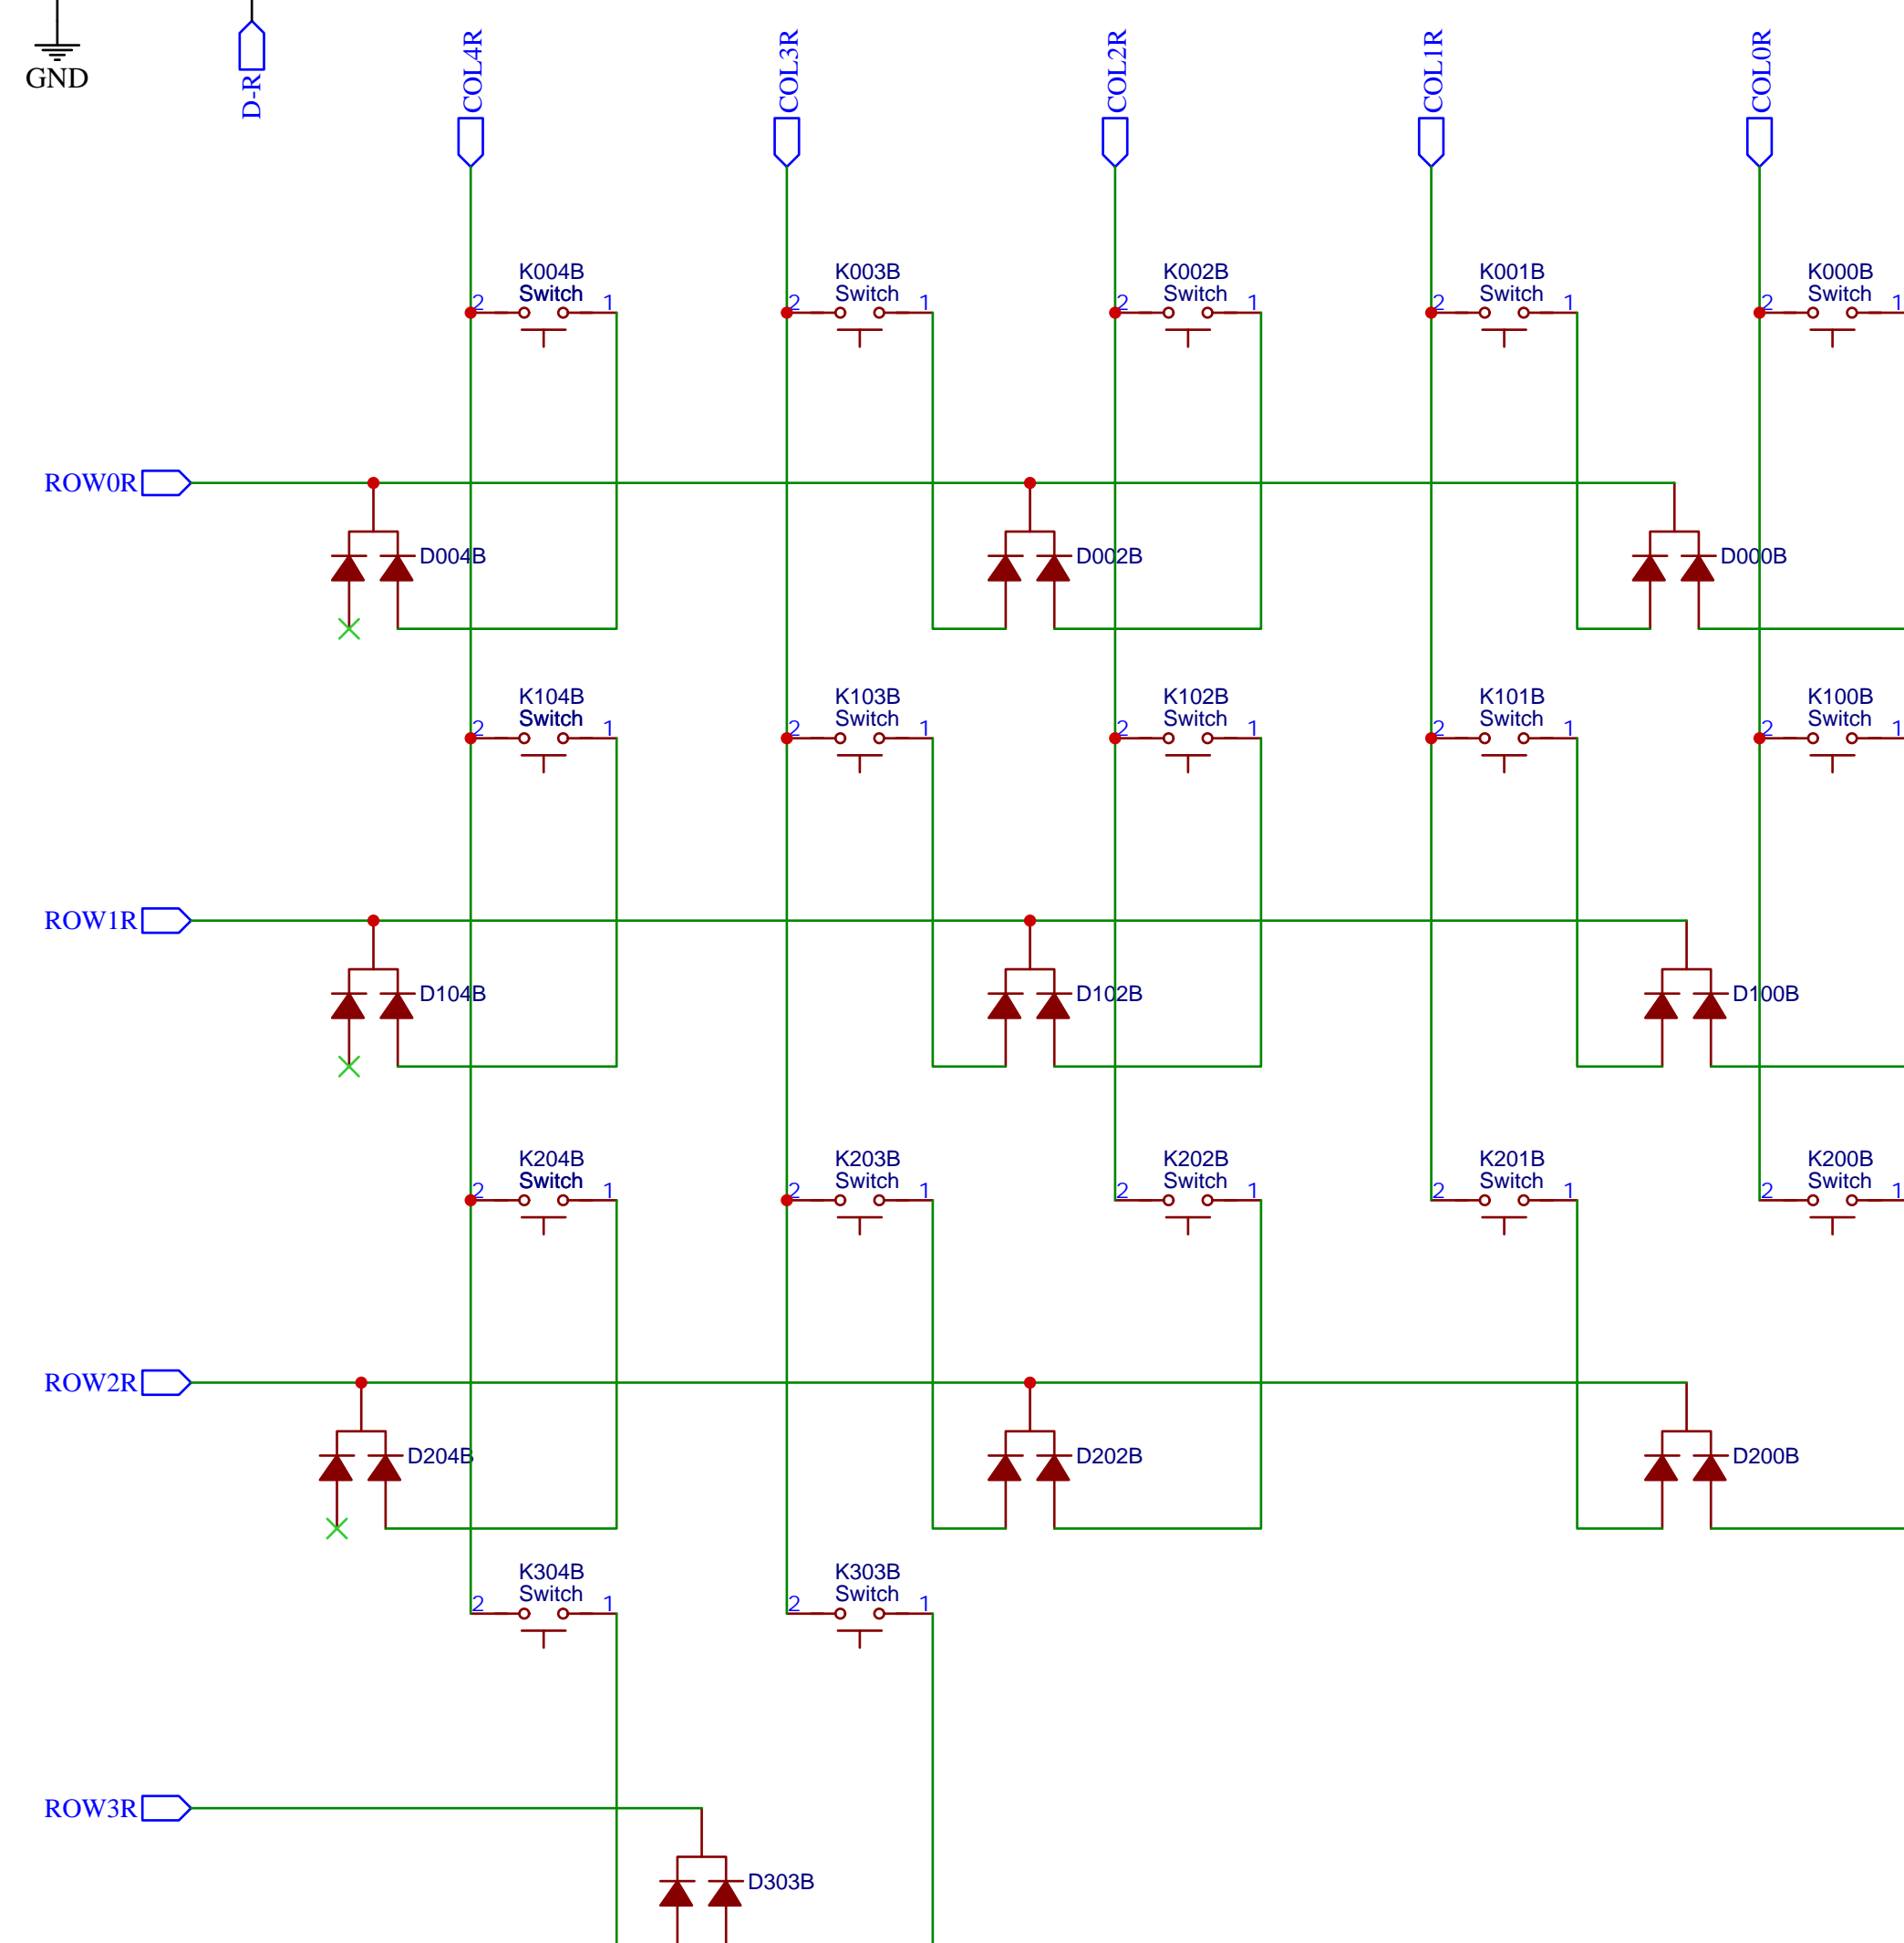 GND
D-R
COL4R
COL3R
COL2R
COL1R
COL0R
K004B
Switch
2 1
K003B
Switch
2 1
K002B
Switch
2 1
K001B
Switch
2 1
K000B
Switch
2 1
ROW0R
D004B
D002B
D000B
K104B
Switch
2 1
K103B
Switch
2 1
K102B
Switch
2 1
K101B
Switch
2 1
K100B
Switch
2 1
ROW1R
D104B
D102B
D100B
K204B
Switch
2 1
K203B
Switch
2 1
K202B
Switch
2 1
K201B
Switch
2 1
K200B
Switch
2 1
ROW2R
D204B
D202B
D200B
K304B
Switch
2 1
K303B
Switch
2 1
ROW3R
D303B